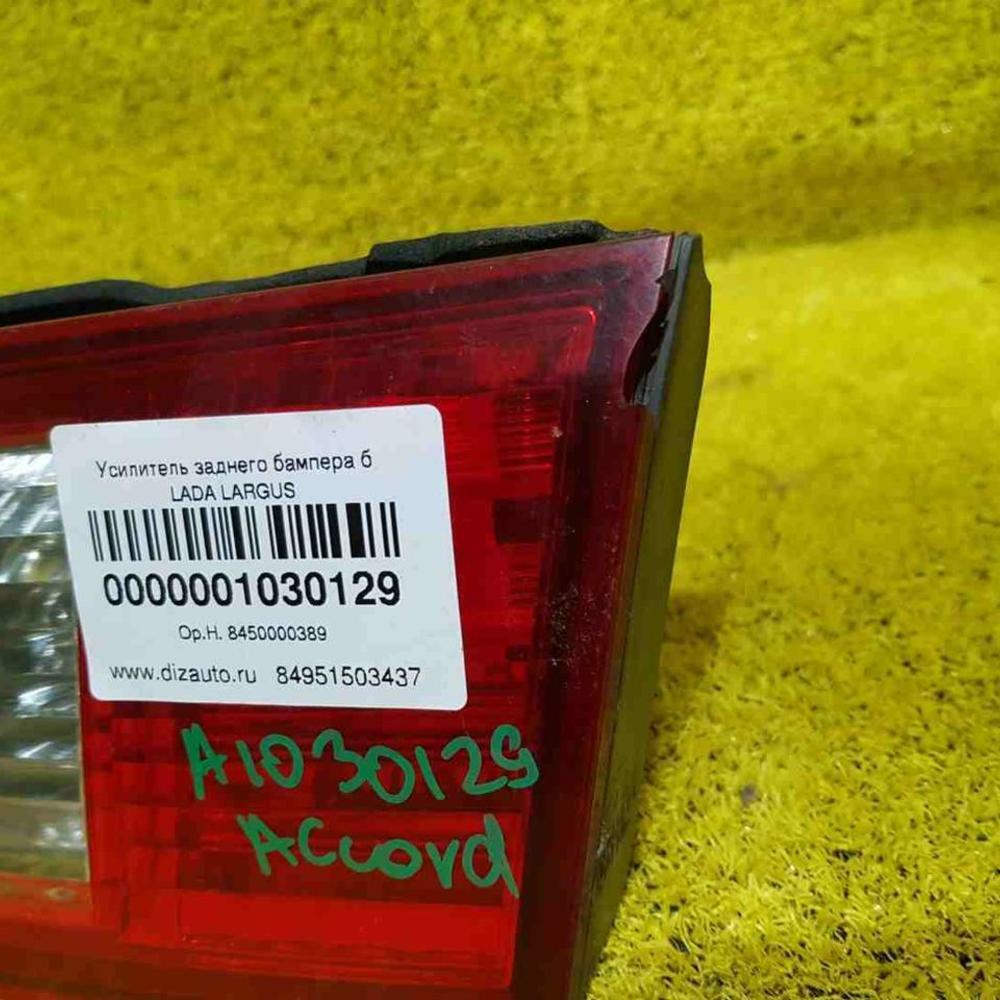 Усилитель заднего бампера б
LADA LARGUS
0000001030129
Ор.Н. 8450000389
www.dizauto.ru 84951503437
A1030129
Accord